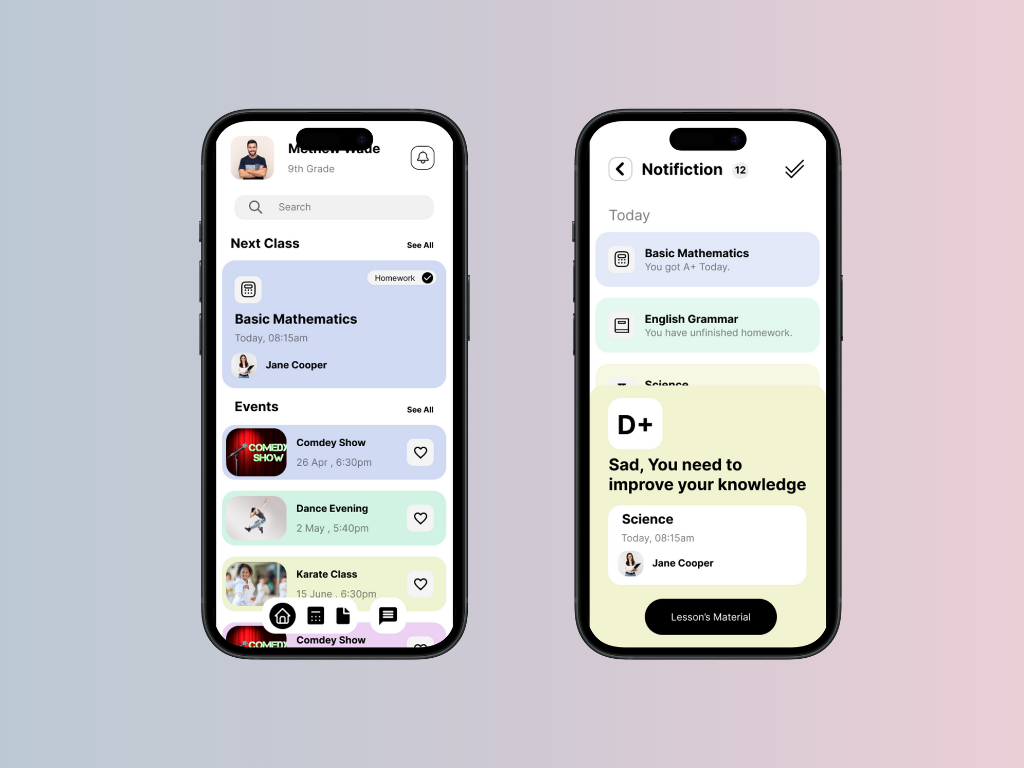 Mothew Wade
9th Grade
Search
Next Class
See All
Homework
Basic Mathematics
Today, 08:15am
Jane Cooper
Events
See All
COMEDY
SHOW
Comdey Show
26 Apr , 6:30pm
Dance Evening
2 May , 5:40pm
Karate Class
15 June , 6:30pm
COMEDY
Comdey Show
Notifiction
12
Today
Basic Mathematics
You got A+ Today.
English Grammar
You have unfinished homework.
Science
D+
Sad, You need to
improve your knowledge
Science
Today, 08:15am
Jane Cooper
Lesson's Material